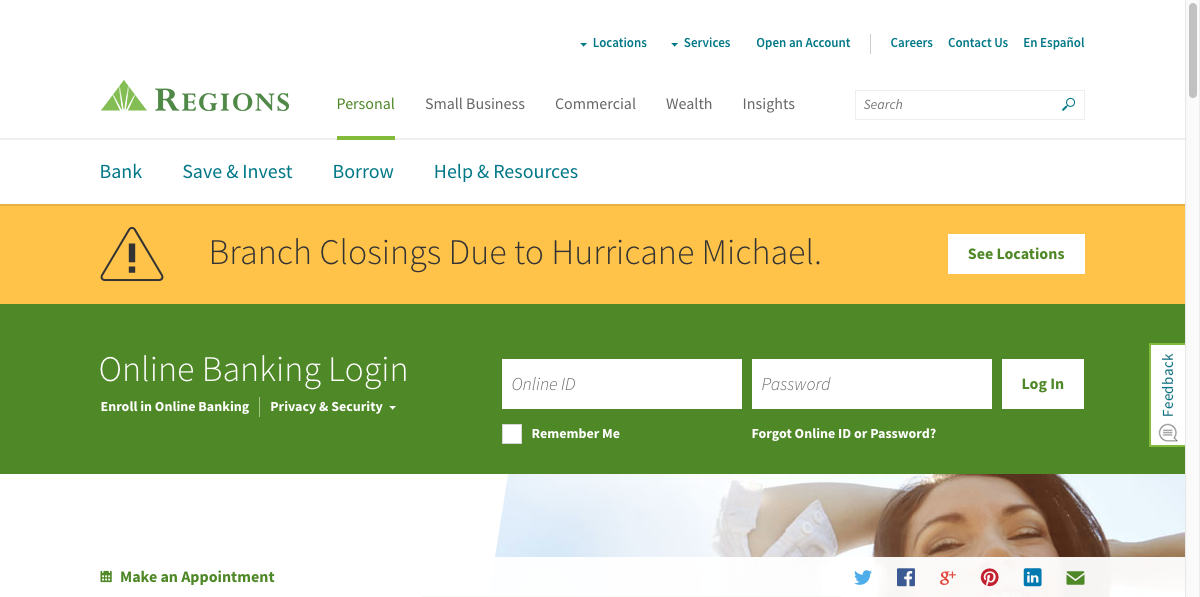 Locations Services Open an Account Careers Contact Us En Español
REGIONS Personal Small Business Commercial Wealth Insights Search
Bank Save & Invest Borrow Help & Resources
Branch Closings Due to Hurricane Michael. See Locations
Online Banking Login
Enroll in Online Banking Privacy & Security
Online ID Password Log In
Remember Me Forgot Online ID or Password?
Feedback
Make an Appointment